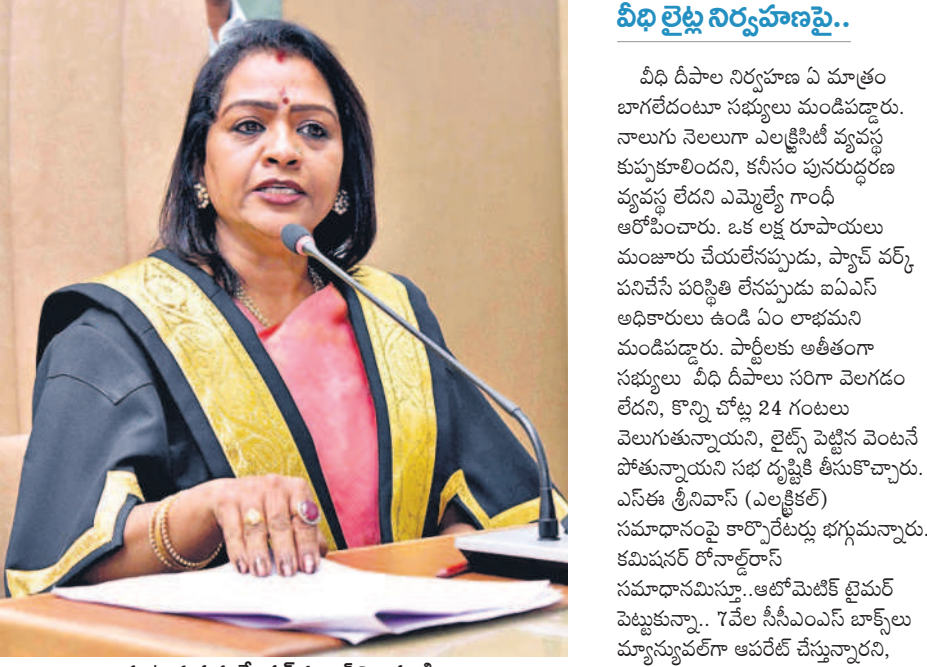 వీధి లైట్ల నిర్వహణపై..
వీధి దీపాల నిర్వహణ ఏ మాత్రం
బాగలేదంటూ సభ్యులు మండిపడ్డారు.
నాలుగు నెలలుగా ఎలక్ట్రిసిటీ వ్యవస్థ
కుప్పకూలిందని, కనీసం పునరుద్ధరణ
వ్యవస్థ లేదని ఎమ్మెల్యే గాంధీ
ఆరోపించారు. ఒక లక్ష రూపాయలు
మంజూరు చేయలేనప్పుడు, ప్యాచ్ వర్క్
పనిచేసే పరిస్థితి లేనప్పుడు ఐఏఎస్
అధికారులు ఉండి ఏం లాభమని
మండిపడ్డారు. పార్టీలకు అతీతంగా
సభ్యులు వీధి దీపాలు సరిగా వెలగడం
లేదని, కొన్ని చోట్ల 24 గంటలు
వెలుగుతున్నాయని, లైట్స్ పెట్టిన వెంటనే
పోతున్నాయని సభ దృష్టికి తీసుకొచ్చారు.
ఎస్ఈ శ్రీనివాస్ (ఎలక్ట్రికల్)
సమాధానంపై కార్పొరేటర్లు భగ్గుమన్నారు.
కమిషనర్ రోనాల్డ్‌రాస్
సమాధానమిస్తూ..ఆటోమెటిక్ టైమర్
పెట్టుకున్నా.. 7వేల సీసీఎంఎస్ బాక్స్‌లు
మ్యాన్యువల్‌గా ఆపరేట్ చేస్తున్నారని,